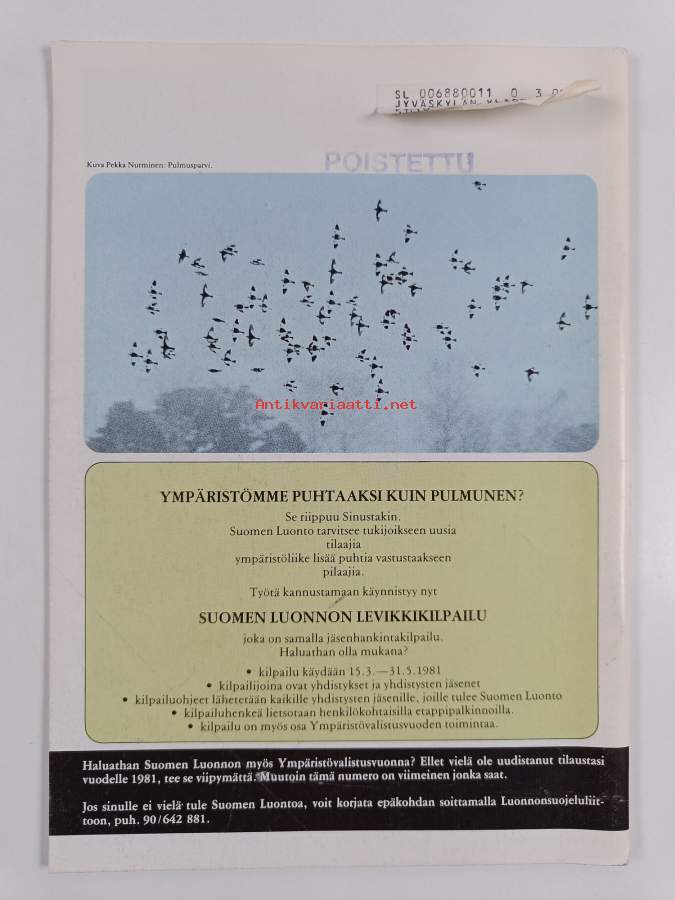 SL 006880011 0 3
JYVÄSKYLÄN
POISTETTU
Kuva Pekka Nurminen: Pulmusparvi.
Antikvariaatti.net
YMPÄRISTÖMME PUHTAAKSI KUIN PULMUNEN?
Se riippuu Sinustakin.
Suomen Luonto tarvitsee tukijoikseen uusia
tilaajia
ympäristöliike lisää puhtia vastustaakseen
pilaajia.
Työtä kannustamaan käynnistyy nyt
SUOMEN LUONNON LEVIKKIKILPAILU
joka on samalla jäsenhankintakilpailu.
Haluathan olla mukana?
• kilpailu käydään 15.3.—31.5.1981
• kilpailijoina ovat yhdistykset ja yhdistysten jäsenet
• kilpailuohjeet läheterään kaikille yhdistysten jäsenille, joille tulee Suomen Luonto
• kilpailuhenkeä lietsotaan henkilökohtaisilla etappipalkinnoilla.
• kilpailu on myös osa Ympäristövalistusvuoden toimintaa.
Haluathan Suomen Luonnon myös Ympäristövalistusvuonna? Ellet vielä ole uudistanut tilaustasi
vuodelle 1981, tee se viipymättä. Muutoin tämä numero on viimeinen jonka saat.
Jos sinulle ei vielä tule Suomen Luontoa, voit korjata epäkohdan soittamalla Luonnonsuojeluliit-
toon, puh. 90/642 881.